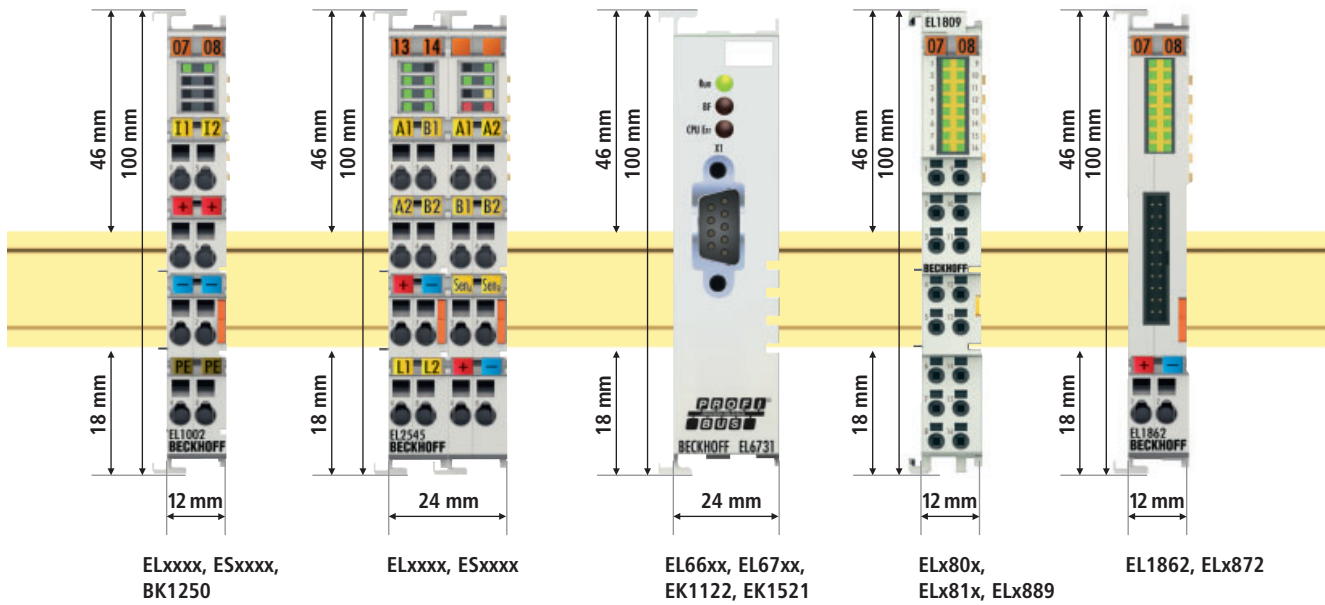 46 mm
100 mm
18 mm
12 mm
07 08
I1 I2
+ +
− −
PE PE
EL1002
BECKHOFF
ELxxxx, ESxxxx,
BK1250
46 mm
100 mm
18 mm
24 mm
13 14
A1 B1 A1 A2
A2 B2 B1 B2
+ − Sen Sen
L1 L2 + −
EL2545
BECKHOFF
ELxxxx, ESxxxx
46 mm
100 mm
18 mm
24 mm
Run
BF
CPU Err
X1
PROFI
BUS
BECKHOFF EL6731
EL66xx, EL67xx,
EK1122, EK1521
46 mm
100 mm
18 mm
12 mm
EL1809
07 08
BECKHOFF
ELx80x,
ELx81x, ELx889
46 mm
100 mm
18 mm
12 mm
07 08
+ −
EL1862
BECKHOFF
EL1862, ELx872